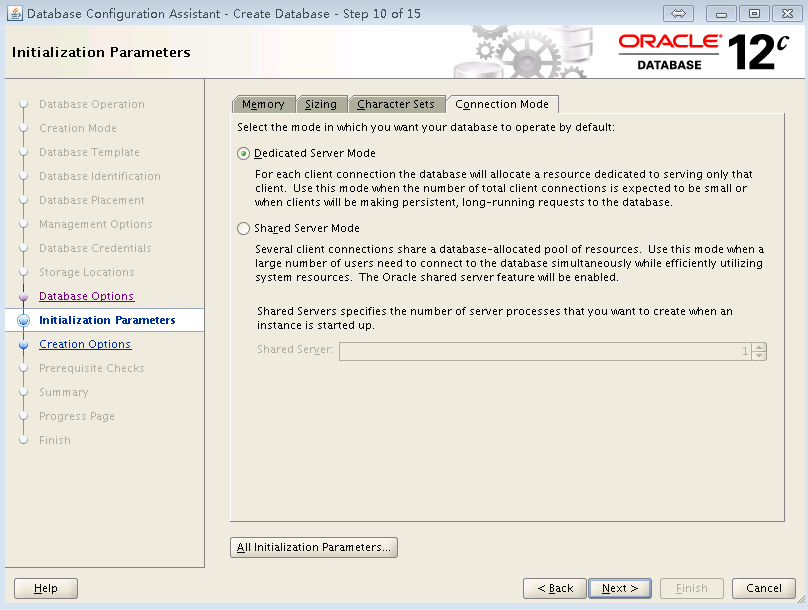 Database Configuration Assistant - Create Database - Step 10 of 15
Initialization Parameters
ORACLE®
DATABASE
12c
Database Operation
Creation Mode
Database Template
Database Identification
Database Placement
Management Options
Database Credentials
Storage Locations
Database Options
Initialization Parameters
Creation Options
Prerequisite Checks
Summary
Progress Page
Finish
Memory
Sizing
Character Sets
Connection Mode
Select the mode in which you want your database to operate by default:
Dedicated Server Mode
For each client connection the database will allocate a resource dedicated to serving only that
client. Use this mode when the number of total client connections is expected to be small or
when clients will be making persistent, long-running requests to the database.
Shared Server Mode
Several client connections share a database-allocated pool of resources. Use this mode when a
large number of users need to connect to the database simultaneously while efficiently utilizing
system resources. The Oracle shared server feature will be enabled.
Shared Servers specifies the number of server processes that you want to create when an
instance is started up.
Shared Server:
1
All Initialization Parameters...
Help
< Back
Next >
Finish
Cancel